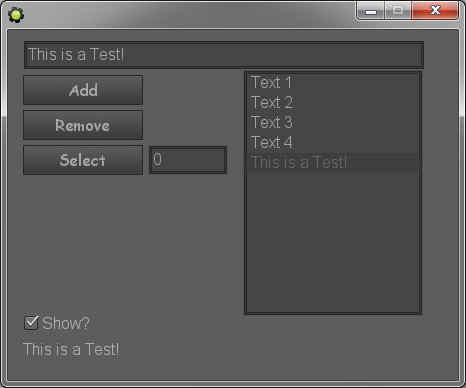 This is a Test!
Add
Remove
Select
0
Text 1
Text 2
Text 3
Text 4
This is a Test!
Show?
This is a Test!